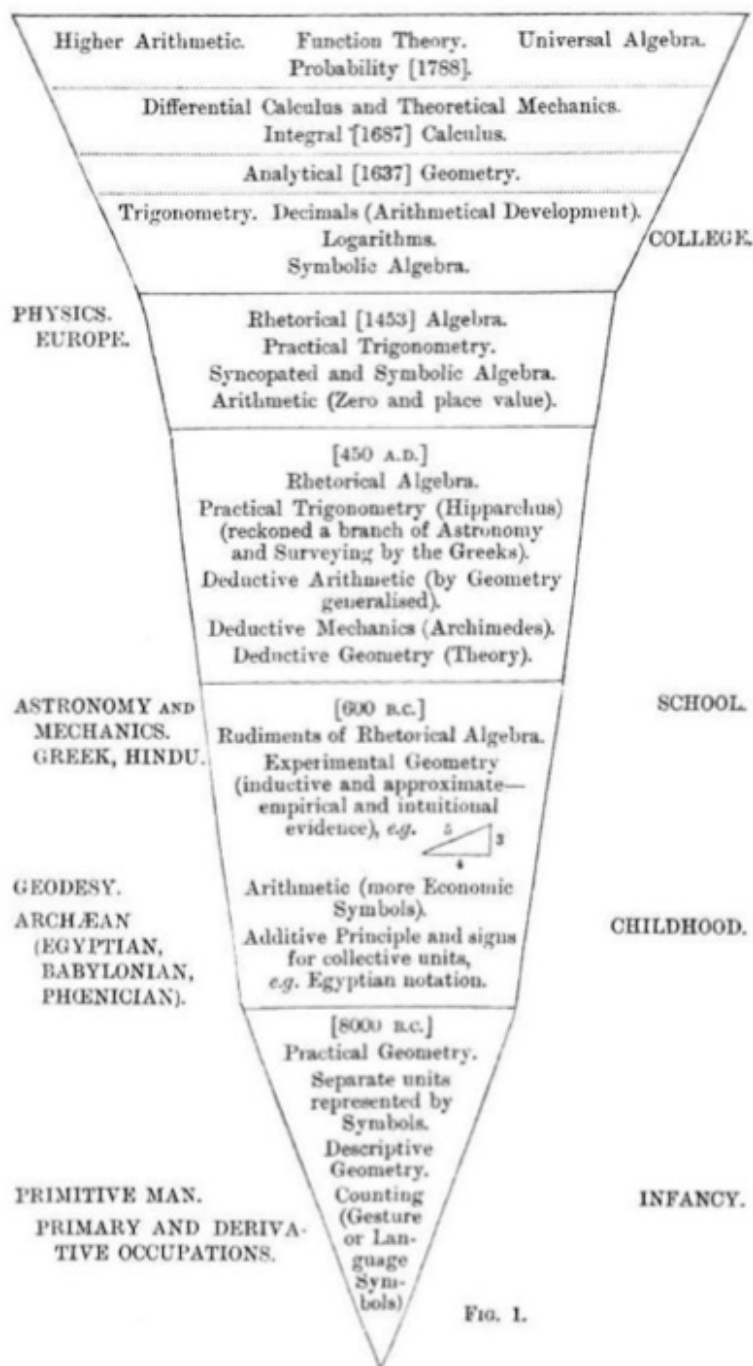 Higher Arithmetic. Function Theory. Universal Algebra.
Probability [1788].
Differential Calculus and Theoretical Mechanics.
Integral [1687] Calculus.
Analytical [1637] Geometry.
Trigonometry. Decimals (Arithmetical Development).
Logarithms.
COLLEGE.
Symbolic Algebra.
PHYSICS.
EUROPE.
Rhetorical [1453] Algebra.
Practical Trigonometry.
Syncopated and Symbolic Algebra.
Arithmetic (Zero and place value).
[450 A.D.]
Rhetorical Algebra.
Practical Trigonometry (Hipparchus)
(reckoned a branch of Astronomy
and Surveying by the Greeks).
Deductive Arithmetic (by Geometry
generalised).
Deductive Mechanics (Archimedes).
Deductive Geometry (Theory).
ASTRONOMY AND
MECHANICS.
GREEK, HINDU.
[600 B.C.]
SCHOOL.
Rudiments of Rhetorical Algebra.
Experimental Geometry
(inductive and approximate—
empirical and intuitional
evidence), e.g. 5 3
4
GEODESY.
ARCHÆAN
(EGYPTIAN,
BABYLONIAN,
PHŒNICIAN).
Arithmetic (more Economic
Symbols).
Additive Principle and signs
for collective units,
e.g. Egyptian notation.
CHILDHOOD.
[8000 B.C.]
Practical Geometry.
Separate units
represented by
Symbols.
Descriptive
Geometry.
Counting
(Gesture
or Lan-
guage
Sym-
bols)
PRIMITIVE MAN.
PRIMARY AND DERIVA-
TIVE OCCUPATIONS.
INFANCY.
FIG. 1.